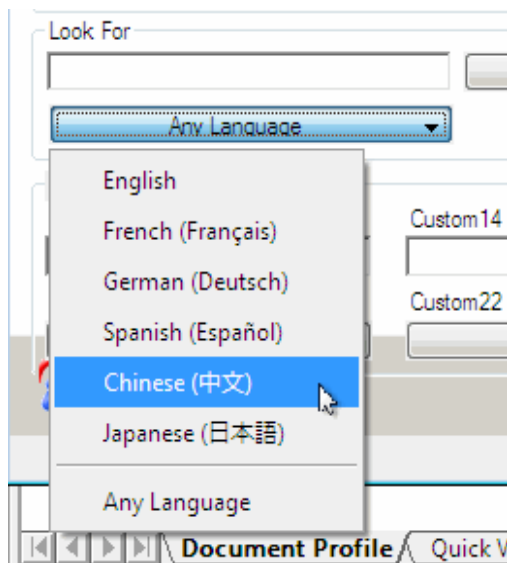 Look For
Any Language
English
French (Français)
Custom14
German (Deutsch)
Custom22
Spanish (Español)
Chinese (中文)
Japanese (日本語)
Any Language
Document Profile
Quick